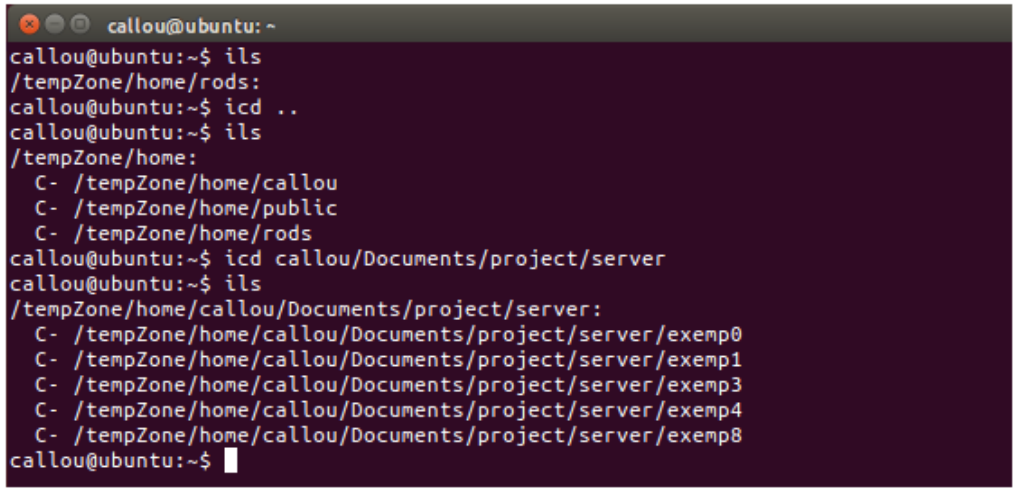 callou@ubuntu: ~
callou@ubuntu:~$ ils
/tempZone/home/rods:
callou@ubuntu:~$ icd ..
callou@ubuntu:~$ ils
/tempZone/home:
  C- /tempZone/home/callou
  C- /tempZone/home/public
  C- /tempZone/home/rods
callou@ubuntu:~$ icd callou/Documents/project/server
callou@ubuntu:~$ ils
/tempZone/home/callou/Documents/project/server:
  C- /tempZone/home/callou/Documents/project/server/exemp0
  C- /tempZone/home/callou/Documents/project/server/exemp1
  C- /tempZone/home/callou/Documents/project/server/exemp3
  C- /tempZone/home/callou/Documents/project/server/exemp4
  C- /tempZone/home/callou/Documents/project/server/exemp8
callou@ubuntu:~$